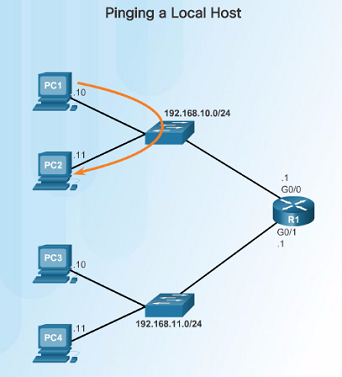 Pinging a Local Host
PC1
.10
192.168.10.0/24
.11
PC2
.1
G0/0
R1
G0/1
.1
PC3
.10
.11
192.168.11.0/24
PC4